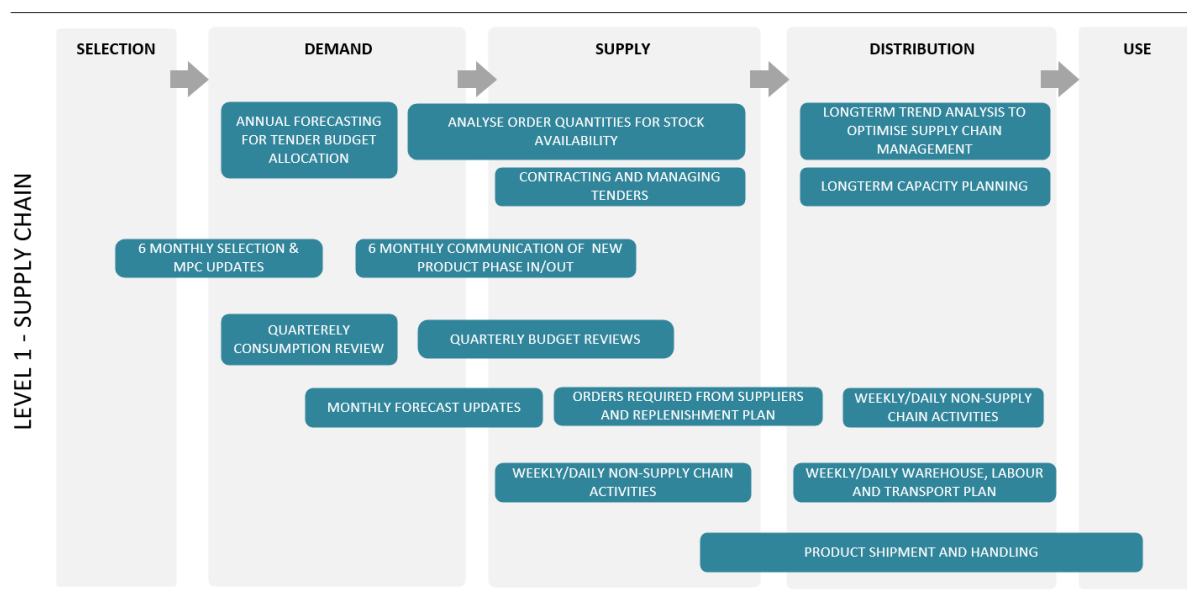 LEVEL 1 - SUPPLY CHAIN
SELECTION
DEMAND
SUPPLY
DISTRIBUTION
USE
ANNUAL FORECASTING
FOR TENDER BUDGET
ALLOCATION
ANALYSE ORDER QUANTITIES FOR STOCK
AVAILABILITY
LONGTERM TREND ANALYSIS TO
OPTIMISE SUPPLY CHAIN
MANAGEMENT
CONTRACTING AND MANAGING
TENDERS
LONGTERM CAPACITY PLANNING
6 MONTHLY SELECTION &
MPC UPDATES
6 MONTHLY COMMUNICATION OF NEW
PRODUCT PHASE IN/OUT
QUARTERELY
CONSUMPTION REVIEW
QUARTERLY BUDGET REVIEWS
MONTHLY FORECAST UPDATES
ORDERS REQUIRED FROM SUPPLIERS
AND REPLENISHMENT PLAN
WEEKLY/DAILY NON-SUPPLY
CHAIN ACTIVITIES
WEEKLY/DAILY NON-SUPPLY CHAIN
ACTIVITIES
WEEKLY/DAILY WAREHOUSE, LABOUR
AND TRANSPORT PLAN
PRODUCT SHIPMENT AND HANDLING